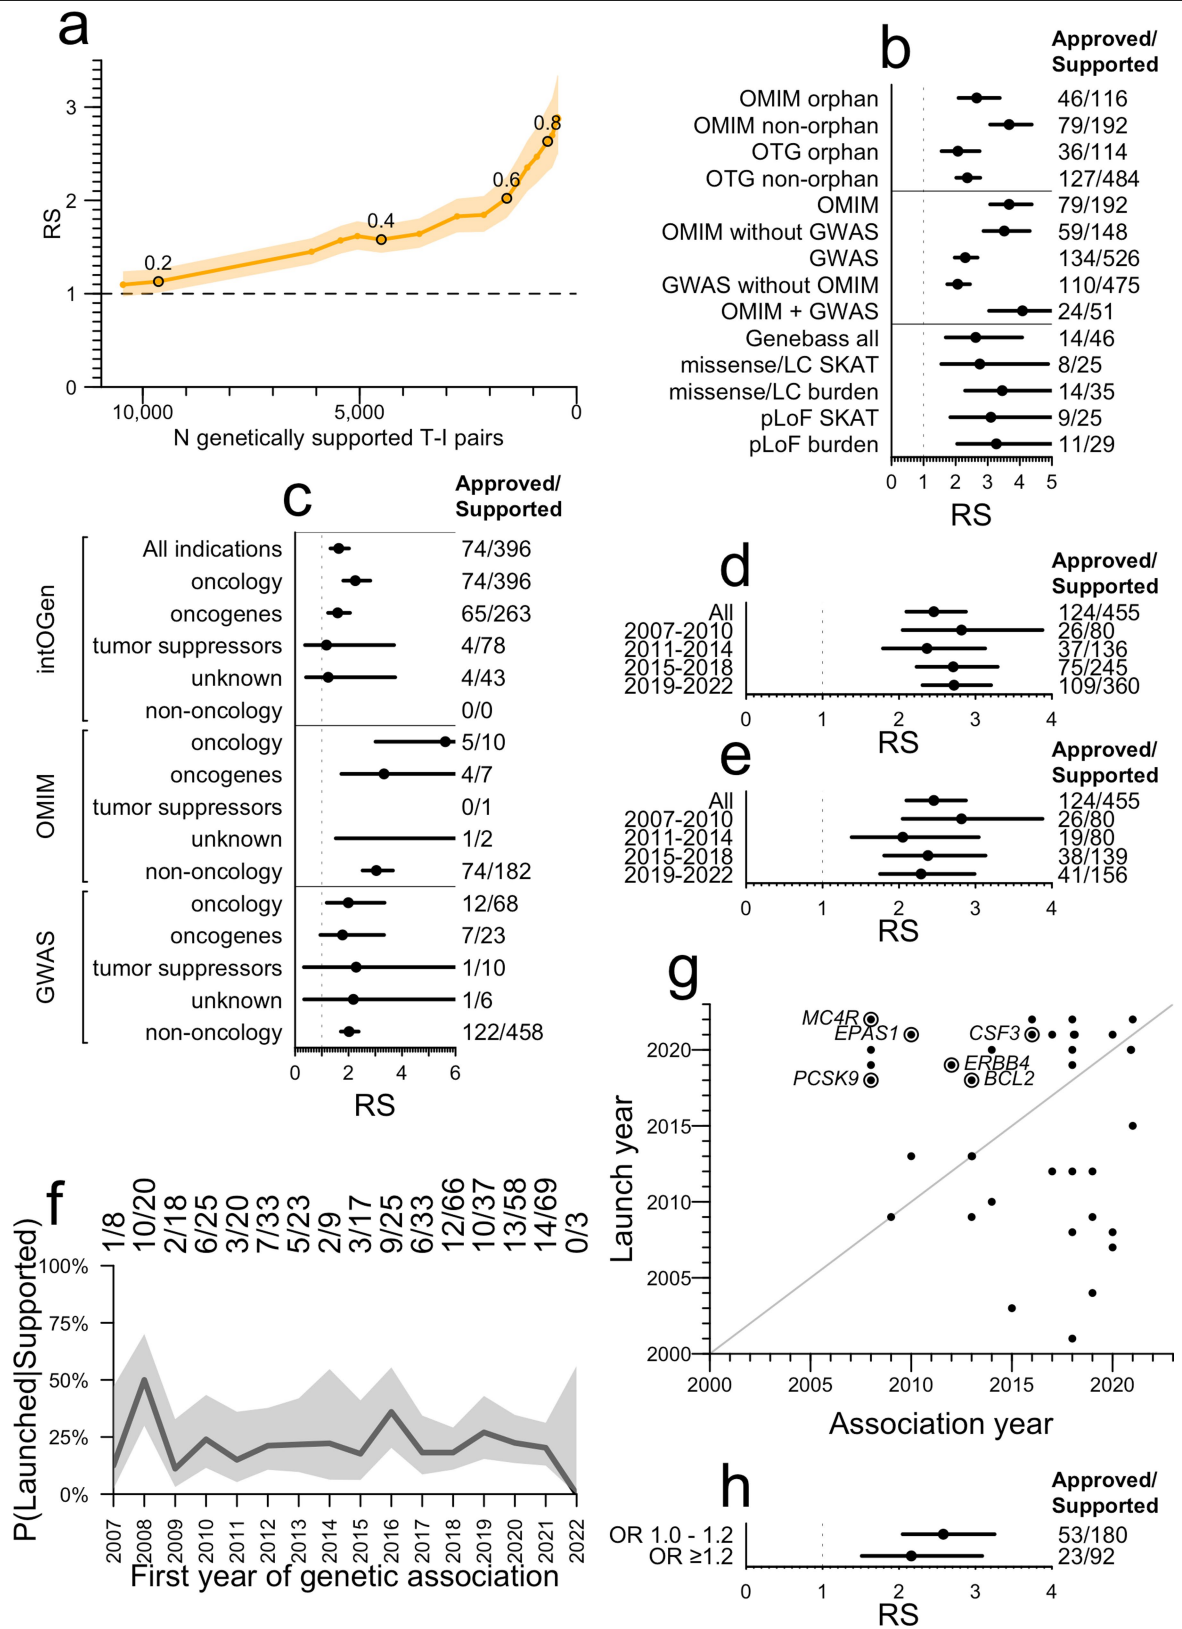 a
3
2
1
0
RS
0.2
0.4
0.6
0.8
10,000
5,000
0
N genetically supported T-I pairs
b
Approved/
Supported
OMIM orphan 46/116
OMIM non-orphan 79/192
OTG orphan 36/114
OTG non-orphan 127/484
OMIM 79/192
OMIM without GWAS 59/148
GWAS 134/526
GWAS without OMIM 110/475
OMIM + GWAS 24/51
Genebass all 14/46
missense/LC SKAT 8/25
missense/LC burden 14/35
pLoF SKAT 9/25
pLoF burden 11/29
0 1 2 3 4 5
RS
c
Approved/
Supported
intOGen
All indications 74/396
oncology 74/396
oncogenes 65/263
tumor suppressors 4/78
unknown 4/43
non-oncology 0/0
OMIM
oncology 5/10
oncogenes 4/7
tumor suppressors 0/1
unknown 1/2
non-oncology 74/182
GWAS
oncology 12/68
oncogenes 7/23
tumor suppressors 1/10
unknown 1/6
non-oncology 122/458
0 2 4 6
RS
d
Approved/
Supported
All 124/455
2007-2010 26/80
2011-2014 37/136
2015-2018 75/245
2019-2022 109/360
0 1 2 3 4
RS
e
Approved/
Supported
All 124/455
2007-2010 26/80
2011-2014 19/80
2015-2018 38/139
2019-2022 41/156
0 1 2 3 4
RS
f
1/8 10/20 2/18 6/25 3/20 7/33 5/23 2/9 3/17 9/25 6/33 12/66 10/37 13/58 14/69 0/3
P(Launched|Supported)
100%
75%
50%
25%
0%
2007 2008 2009 2010 2011 2012 2013 2014 2015 2016 2017 2018 2019 2020 2021 2022
First year of genetic association
g
Launch year
2020
2015
2010
2005
2000
MC4R
EPAS1
CSF3
ERBB4
PCSK9
BCL2
2000 2005 2010 2015 2020
Association year
h
Approved/
Supported
OR 1.0 - 1.2 53/180
OR ≥1.2 23/92
0 1 2 3 4
RS